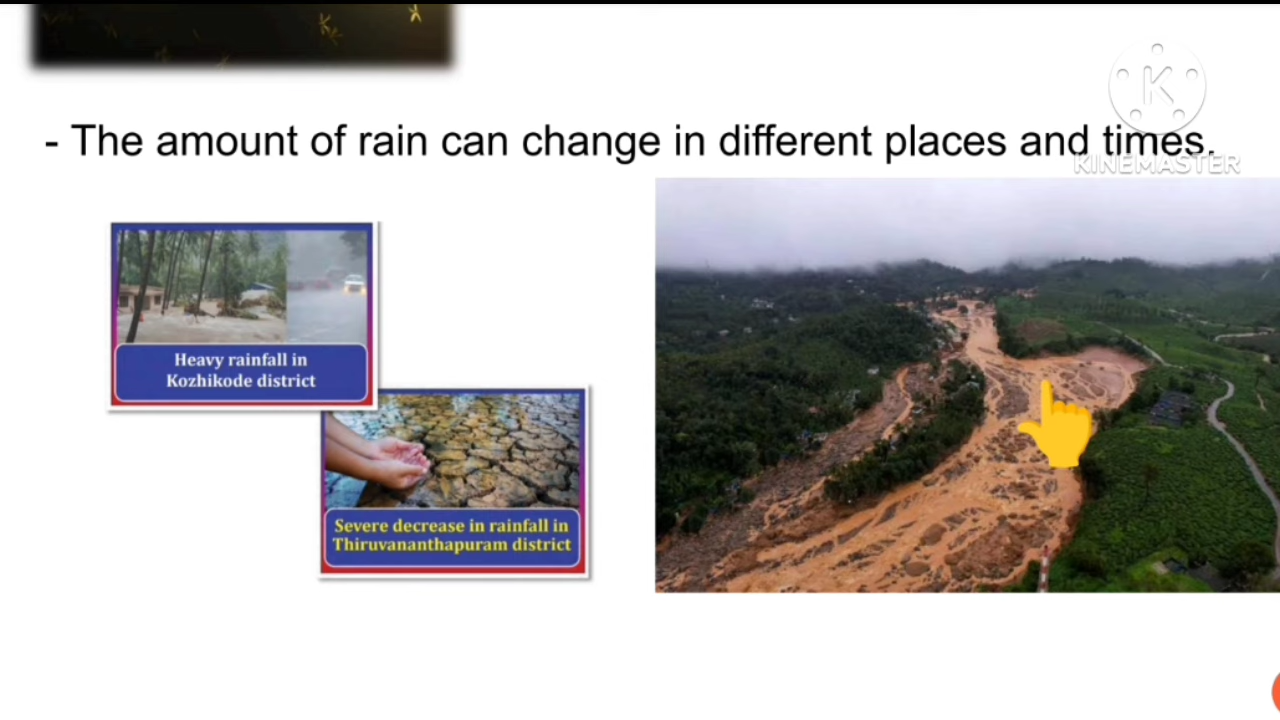 - The amount of rain can change in different places and times.
K
KINEMASTER
Heavy rainfall in
Kozhikode district
Severe decrease in rainfall in
Thiruvananthapuram district